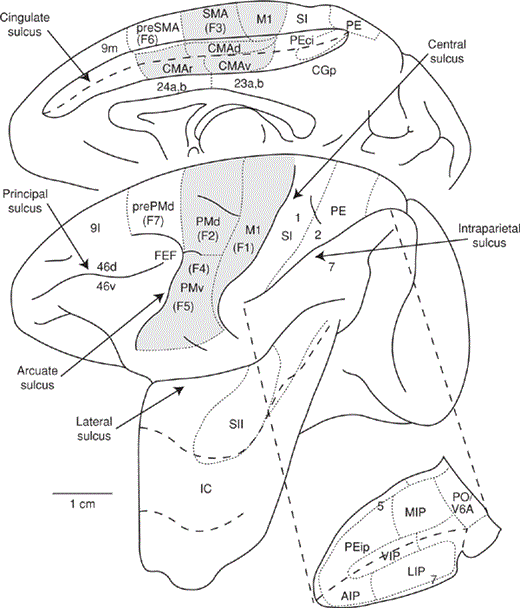 Cingulate
sulcus
9m
preSMA
(F6)
SMA
(F3)
M1
SI
PE
PEci
CMAd
CMAr
CMAv
CGp
24a,b
23a,b
Central
sulcus
Principal
sulcus
9l
prePMd
(F7)
PMd
(F2)
M1
(F1)
SI
1
2
PE
7
Intraparietal
sulcus
FEF
46d
46v
(F4)
PMv
(F5)
Arcuate
sulcus
Lateral
sulcus
SII
IC
1 cm
5
MIP
PO/
V6A
PEip
VIP
LIP
7
AIP